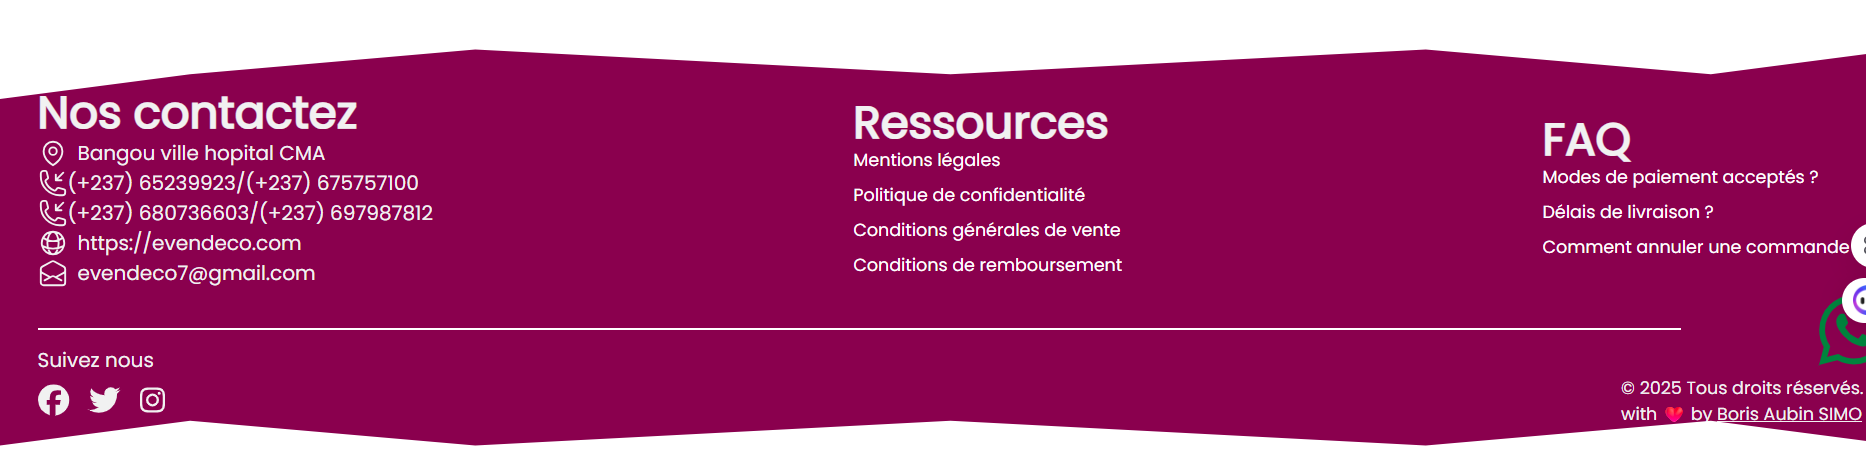 Nos contactez
Bangou ville hopital CMA
(+237) 65239923/(+237) 675757100
(+237) 680736603/(+237) 697987812
https://evendeco.com
evendeco7@gmail.com
Ressources
Mentions légales
Politique de confidentialité
Conditions générales de vente
Conditions de remboursement
FAQ
Modes de paiement acceptés ?
Délais de livraison ?
Comment annuler une commande
Suivez nous
© 2025 Tous droits réservés.
with ❤️ by Boris Aubin SIMO